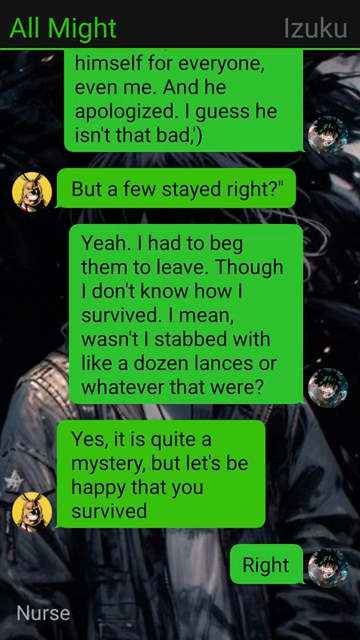 All Might
Izuku
himself for everyone,
even me. And he
apologized. I guess he
isn't that bad,')
But a few stayed right?"
Yeah. I had to beg
them to leave. Though
I don't know how I
survived. I mean,
wasn't I stabbed with
like a dozen lances or
whatever that were?
Yes, it is quite a
mystery, but let's be
happy that you
survived
Right
Nurse